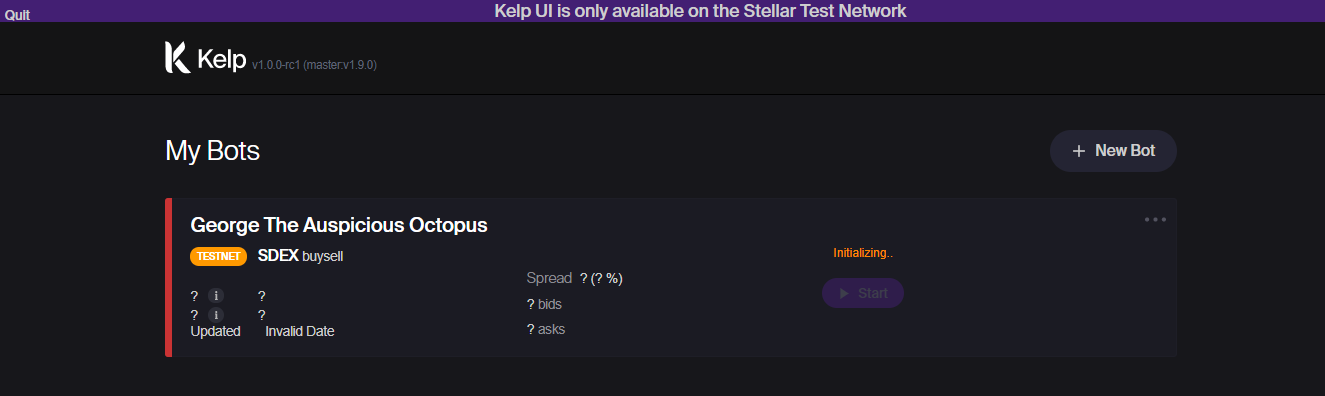 Quit
Kelp UI is only available on the Stellar Test Network
Kelp v1.0.0-rc1 (master:v1.9.0)
My Bots
+ New Bot
George The Auspicious Octopus
TESTNET SDEX buysell
Initializing..
Spread ? (? %)
? i ?
Start
? bids
? i ?
? asks
Updated Invalid Date